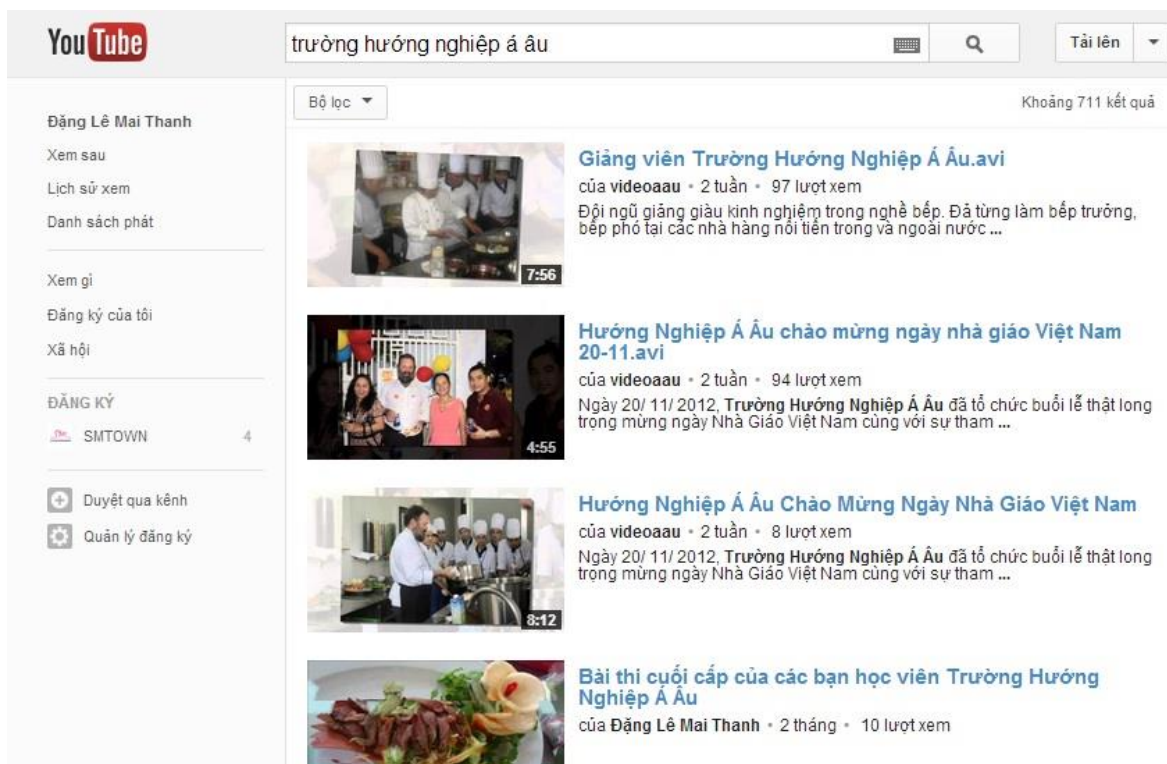 YouTube
trường hướng nghiệp á âu
Tải lên
Đặng Lê Mai Thanh
Xem sau
Lịch sử xem
Danh sách phát
Xem gì
Đăng ký của tôi
Xã hội
ĐĂNG KÝ
SMTOWN 4
Duyệt qua kênh
Quản lý đăng ký
Bộ lọc
Khoảng 711 kết quả
7:56
Giảng viên Trường Hướng Nghiệp Á Âu.avi
của videoaau • 2 tuần • 97 lượt xem
Đội ngũ giảng giàu kinh nghiệm trong nghề bếp. Đã từng làm bếp trưởng,
bếp phó tại các nhà hàng nổi tiến trong và ngoài nước ...
4:55
Hướng Nghiệp Á Âu chào mừng ngày nhà giáo Việt Nam
20-11.avi
của videoaau • 2 tuần • 94 lượt xem
Ngày 20/ 11/ 2012, Trường Hướng Nghiệp Á Âu đã tổ chức buổi lễ thật long
trọng mừng ngày Nhà Giáo Việt Nam cùng với sự tham ...
8:12
Hướng Nghiệp Á Âu Chào Mừng Ngày Nhà Giáo Việt Nam
của videoaau • 2 tuần • 8 lượt xem
Ngày 20/ 11/ 2012, Trường Hướng Nghiệp Á Âu đã tổ chức buổi lễ thật long
trọng mừng ngày Nhà Giáo Việt Nam cùng với sự tham ...
Bài thi cuối cấp của các bạn học viên Trường Hướng
Nghiệp Á Âu
của Đặng Lê Mai Thanh • 2 tháng • 10 lượt xem